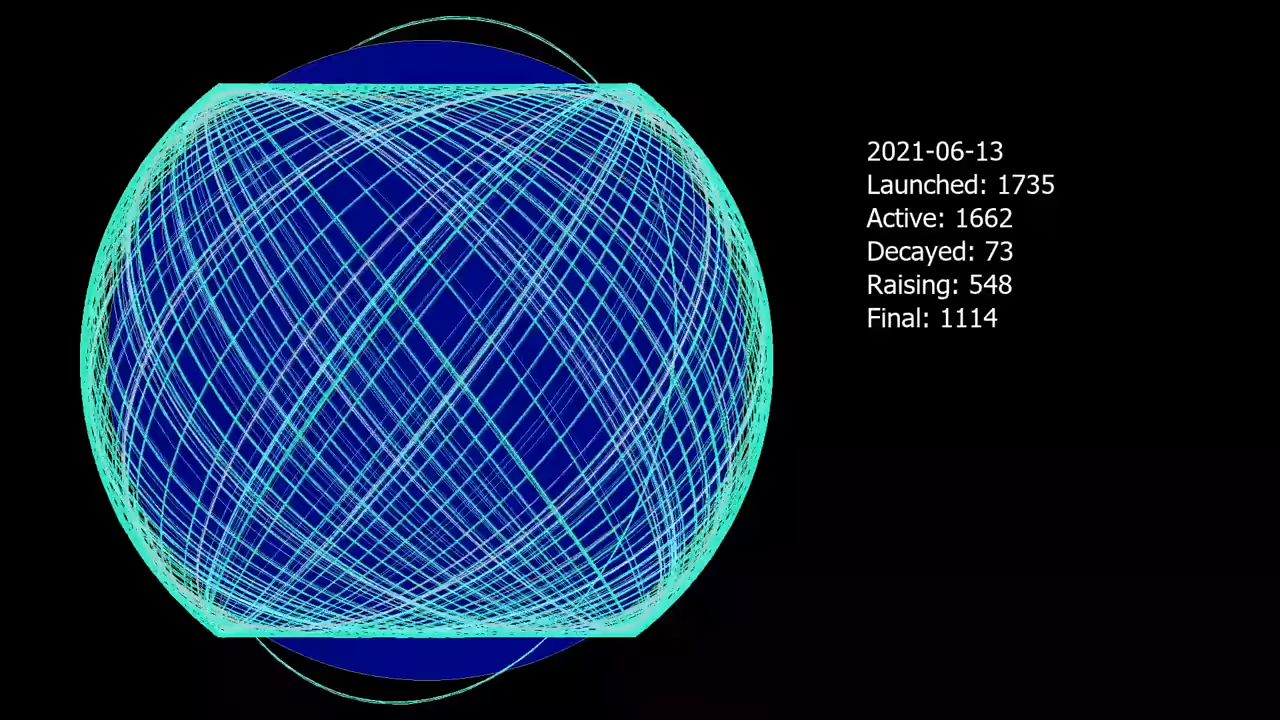 2021-06-13
Launched: 1735
Active: 1662
Decayed: 73
Raising: 548
Final: 1114